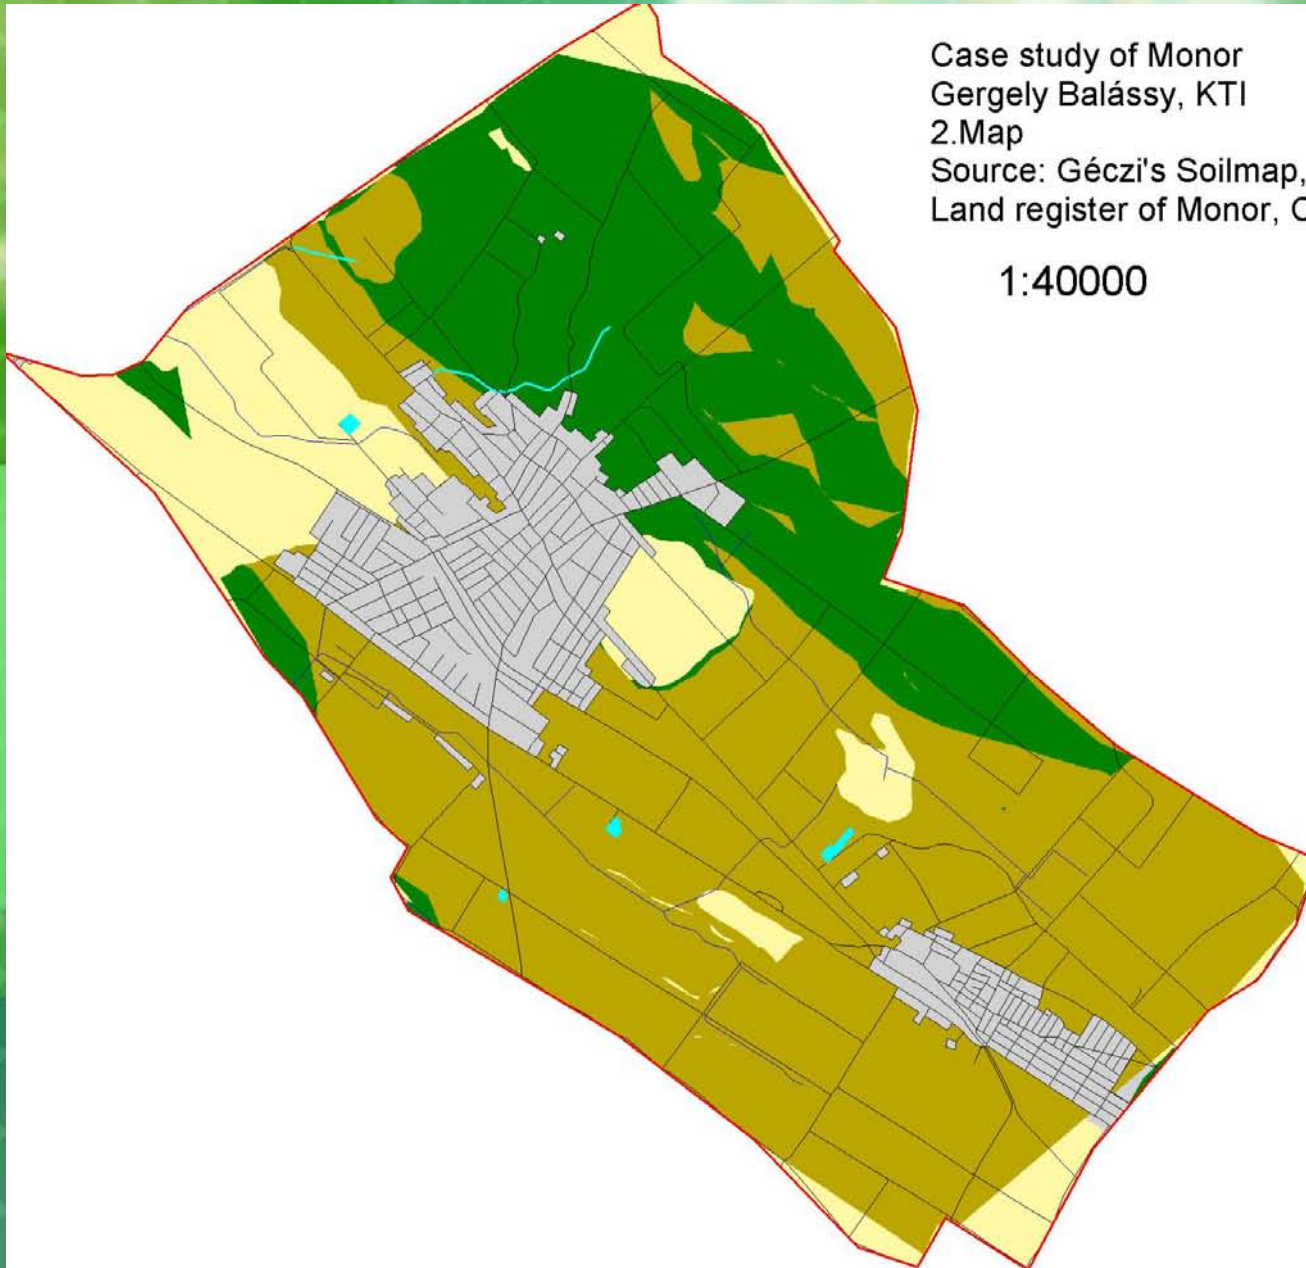 Case study of Monor
Gergely Balássy, KTI
2.Map
Source: Géczi's Soilmap,
Land register of Monor,
1:40000